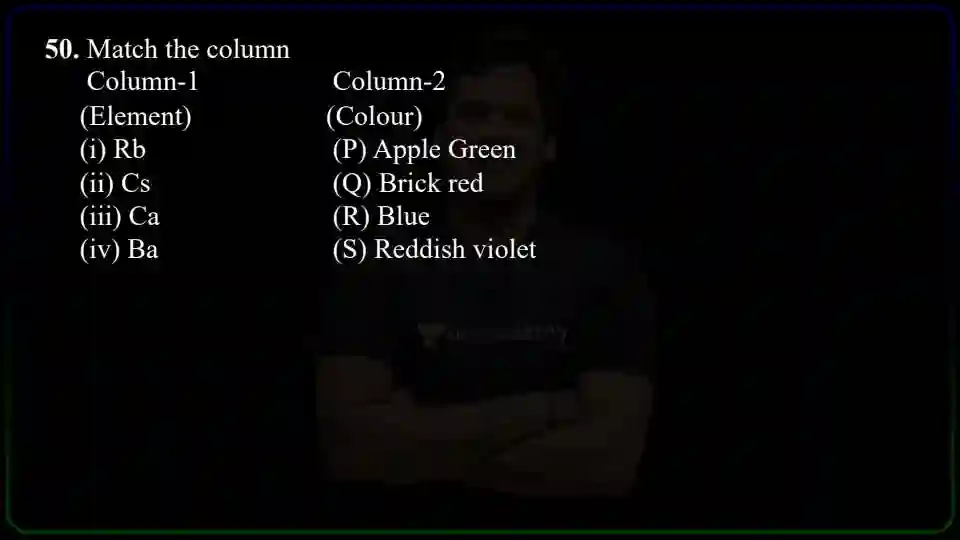 50. Match the column
Column-1 Column-2
(Element) (Colour)
(i) Rb (P) Apple Green
(ii) Cs (Q) Brick red
(iii) Ca (R) Blue
(iv) Ba (S) Reddish violet